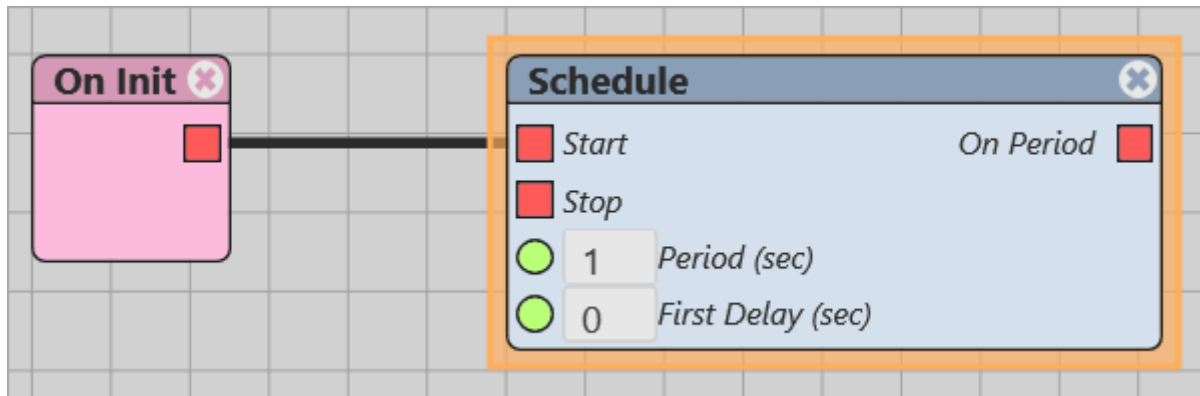 On Init
Schedule
Start
On Period
Stop
1 Period (sec)
0 First Delay (sec)